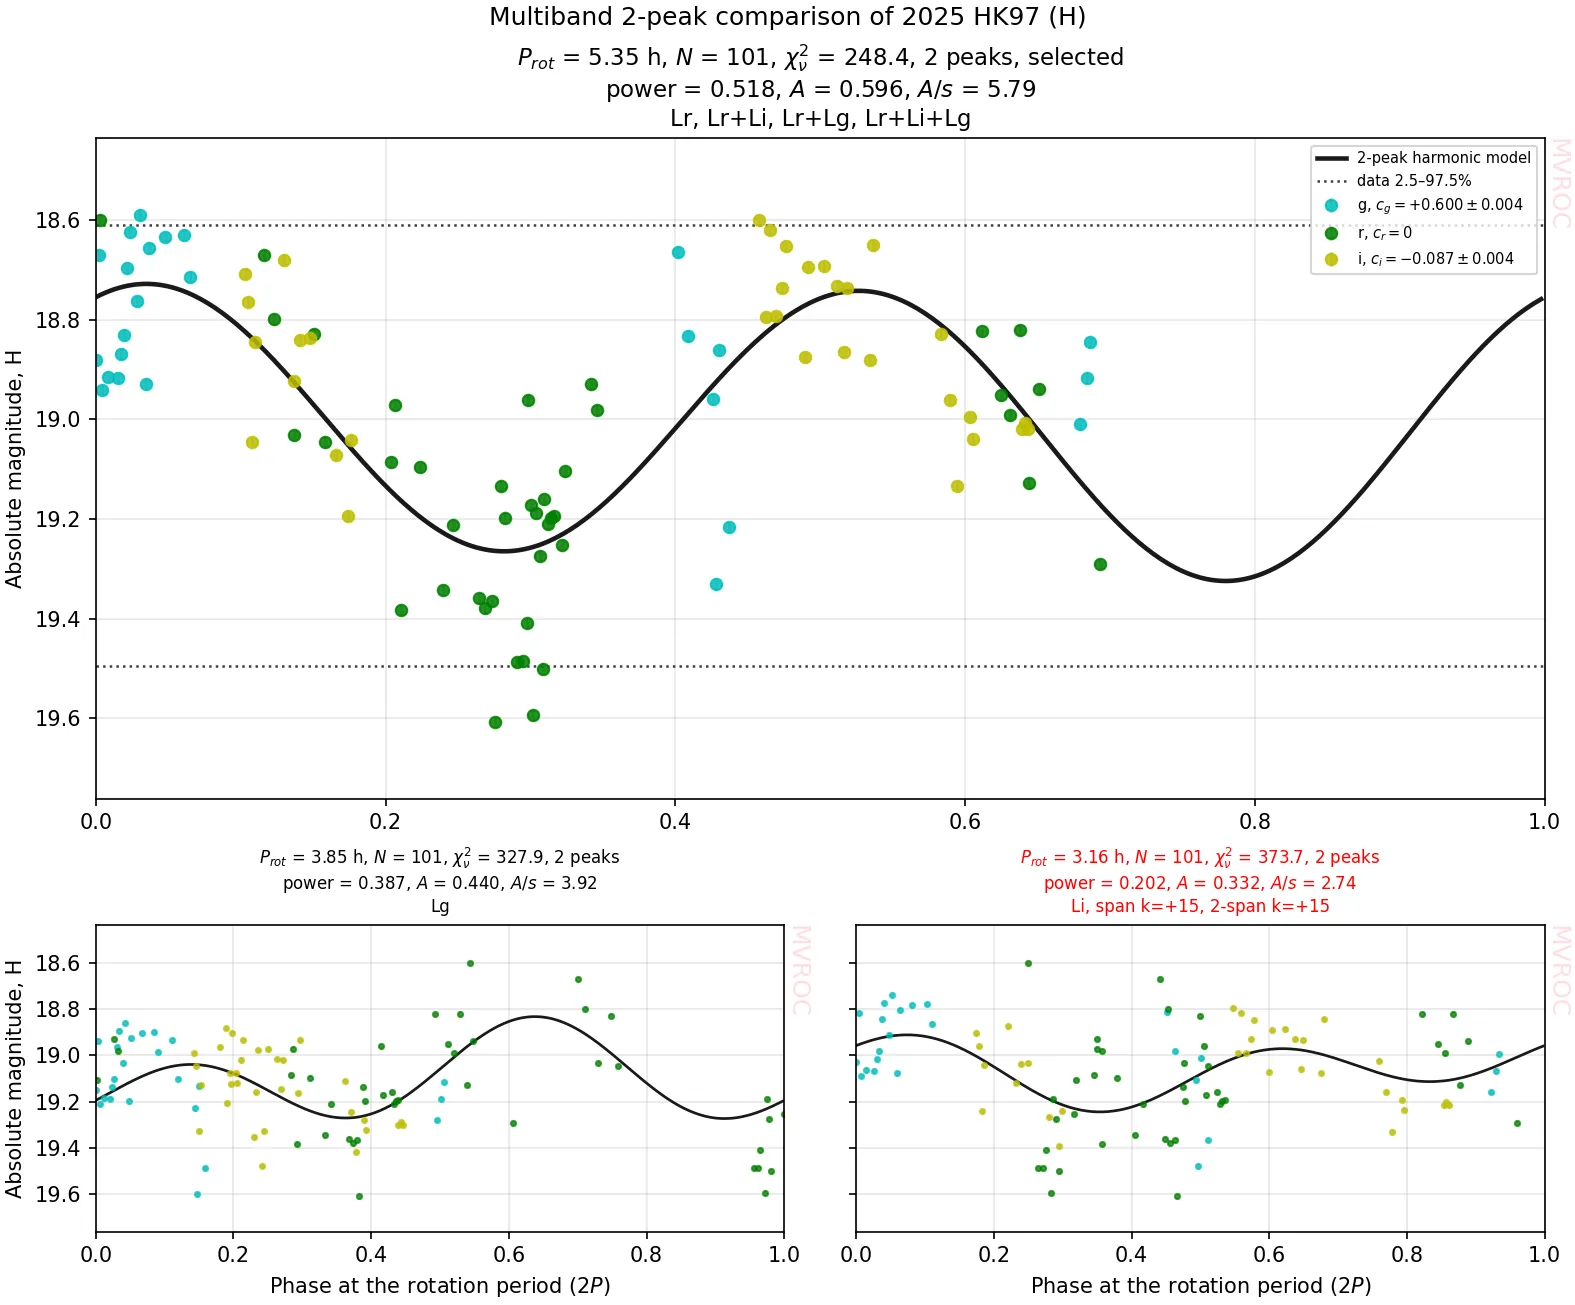 Multiband 2-peak comparison of 2025 HK97 (H)
P_rot = 5.35 h, N = 101, χ²_ν = 248.4, 2 peaks, selected
power = 0.518, A = 0.596, A/s = 5.79
Lr, Lr+Li, Lr+Lg, Lr+Li+Lg
MVROC
2-peak harmonic model
data 2.5–97.5%
g, c_g = +0.600 ± 0.004
r, c_r = 0
i, c_i = −0.087 ± 0.004
Absolute magnitude, H
18.6
18.8
19.0
19.2
19.4
19.6
0.0 0.2 0.4 0.6 0.8 1.0
P_rot = 3.85 h, N = 101, χ²_ν = 327.9, 2 peaks
power = 0.387, A = 0.440, A/s = 3.92
Lg
MVROC
Absolute magnitude, H
18.6
18.8
19.0
19.2
19.4
19.6
0.0 0.2 0.4 0.6 0.8 1.0
Phase at the rotation period (2P)
P_rot = 3.16 h, N = 101, χ²_ν = 373.7, 2 peaks
power = 0.202, A = 0.332, A/s = 2.74
Li, span k=+15, 2-span k=+15
MVROC
0.0 0.2 0.4 0.6 0.8 1.0
Phase at the rotation period (2P)